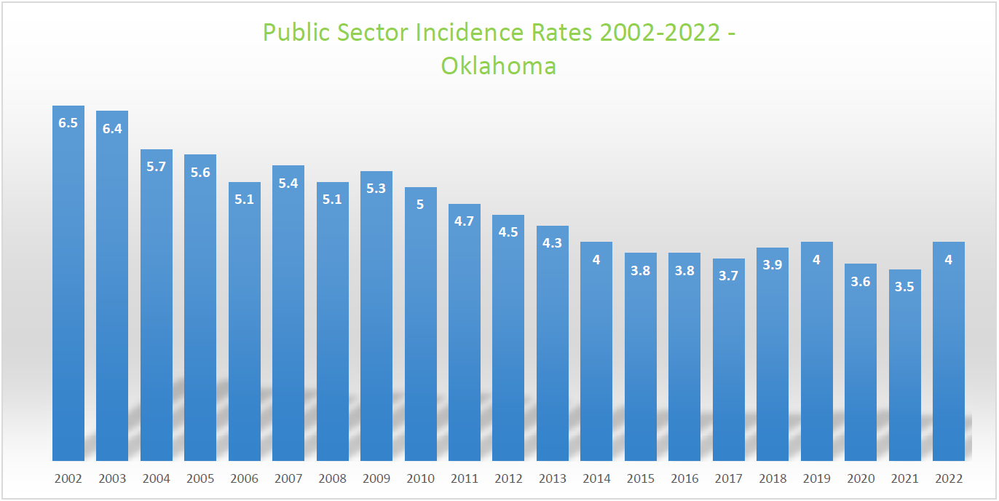 Public Sector Incidence Rates 2002-2022 -
Oklahoma
6.5 6.4 5.7 5.6 5.1 5.4 5.1 5.3 5 4.7 4.5 4.3 4 3.8 3.8 3.7 3.9 4 3.6 3.5 4
2002 2003 2004 2005 2006 2007 2008 2009 2010 2011 2012 2013 2014 2015 2016 2017 2018 2019 2020 2021 2022